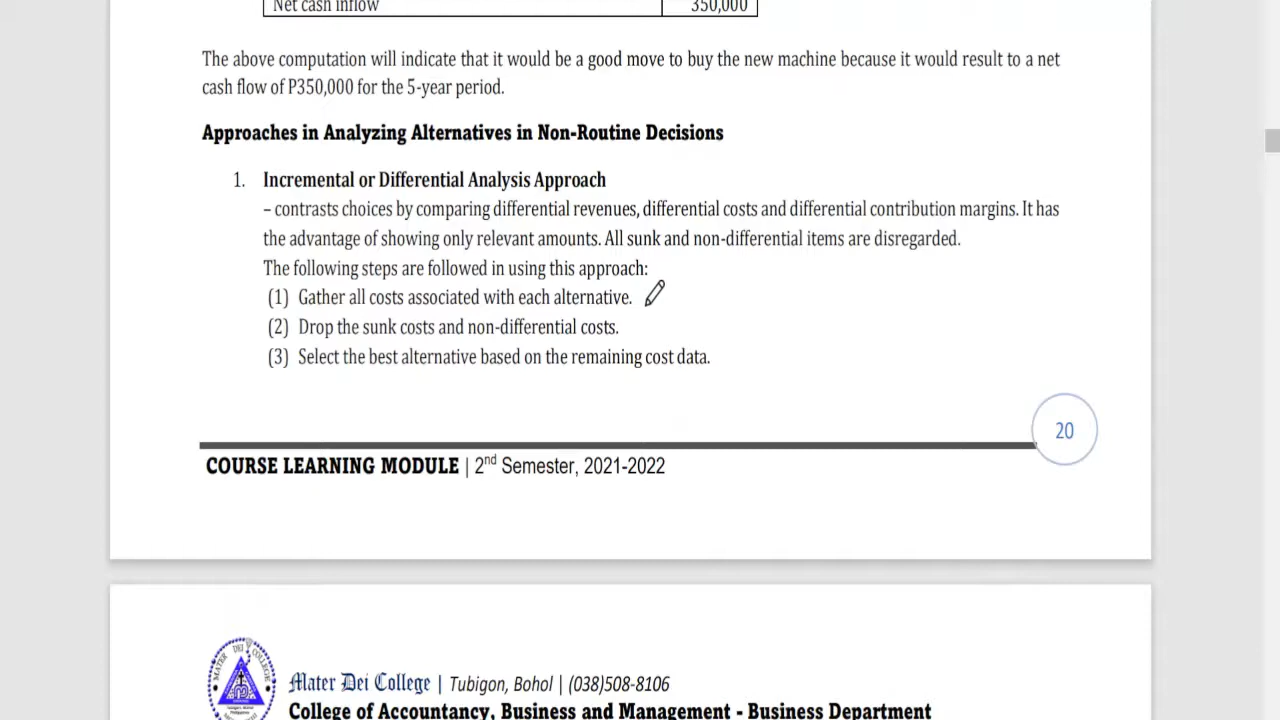 Net cash inflow 350,000
The above computation will indicate that it would be a good move to buy the new machine because it would result to a net
cash flow of P350,000 for the 5-year period.
Approaches in Analyzing Alternatives in Non-Routine Decisions
1. Incremental or Differential Analysis Approach
– contrasts choices by comparing differential revenues, differential costs and differential contribution margins. It has
the advantage of showing only relevant amounts. All sunk and non-differential items are disregarded.
The following steps are followed in using this approach:
(1) Gather all costs associated with each alternative.
(2) Drop the sunk costs and non-differential costs.
(3) Select the best alternative based on the remaining cost data.
20
COURSE LEARNING MODULE | 2nd Semester, 2021-2022
MATER DEI COLLEGE
Mater Dei College | Tubigon, Bohol | (038)508-8106
College of Accountancy, Business and Management - Business Department